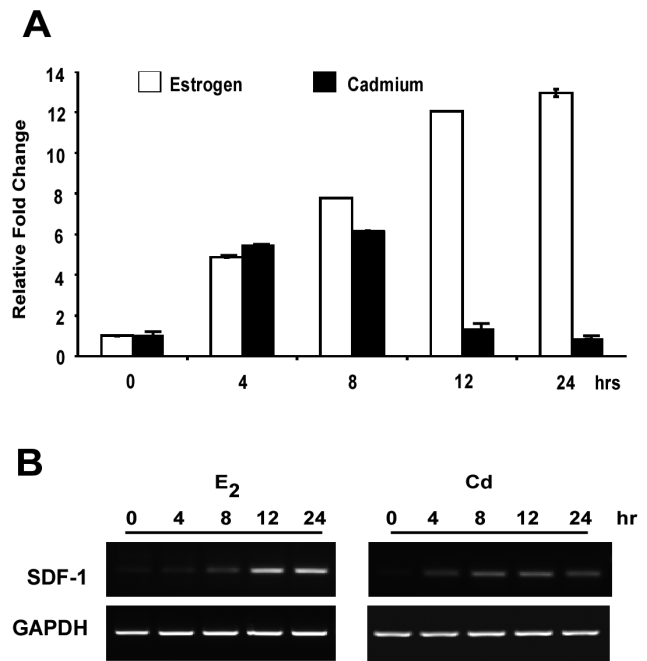 A
Estrogen Cadmium
Relative Fold Change
14
12
10
8
6
4
2
0
0 4 8 12 24 hrs
B
E2 Cd
0 4 8 12 24 0 4 8 12 24 hr
SDF-1
GAPDH